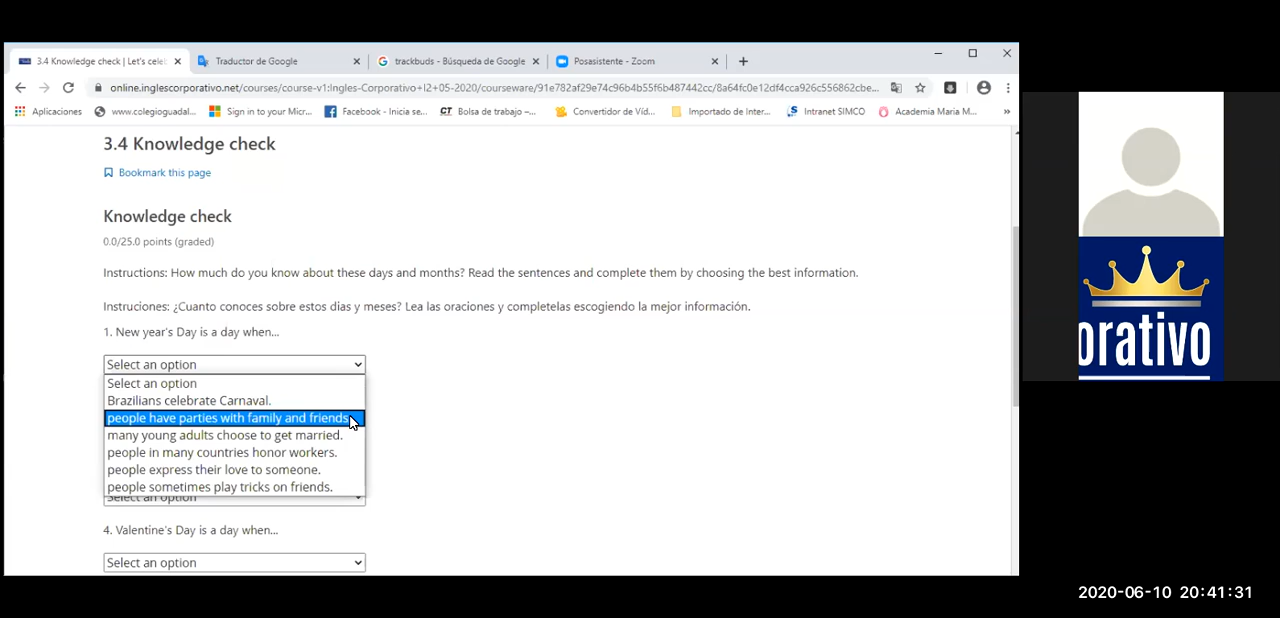 3.4 Knowledge check | Let's celeb
Traductor de Google
trackbuds - Búsqueda de Google
Posasistente - Zoom
online.inglescorporativo.net/courses/course-v1:Ingles-Corporativo+I2+05-2020/courseware/91e782af29e74c96b4b55f6b487442cc/8a64fc0e12df4cca926c556862cbe...
Aplicaciones
www.colegioguadal...
Sign in to your Micr...
Facebook - Inicia se...
Bolsa de trabajo –...
Convertidor de Víd...
Importado de Inter...
Intranet SIMCO
Academia Maria M...
3.4 Knowledge check
Bookmark this page
Knowledge check
0.0/25.0 points (graded)
Instructions: How much do you know about these days and months? Read the sentences and complete them by choosing the best information.
Instruciones: ¿Cuanto conoces sobre estos dias y meses? Lea las oraciones y completelas escogiendo la mejor información.
1. New year's Day is a day when...
Select an option
Select an option
Brazilians celebrate Carnaval.
people have parties with family and friends.
many young adults choose to get married.
people in many countries honor workers.
people express their love to someone.
people sometimes play tricks on friends.
Select an option
4. Valentine's Day is a day when...
Select an option
orativo
2020-06-10 20:41:31